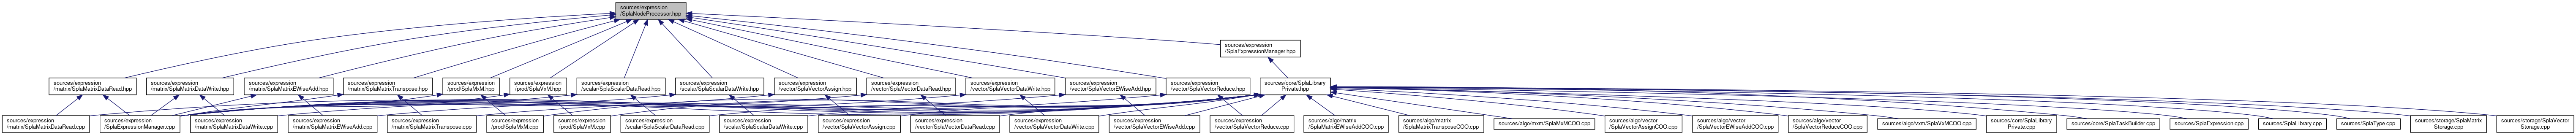 sources/expression
/SplaNodeProcessor.hpp
sources/expression
/SplaExpressionManager.hpp
sources/expression
/matrix/SplaMatrixDataRead.hpp
sources/expression
/matrix/SplaMatrixDataWrite.hpp
sources/expression
/matrix/SplaMatrixEWiseAdd.hpp
sources/expression
/matrix/SplaMatrixTranspose.hpp
sources/expression
/prod/SplaMxM.hpp
sources/expression
/prod/SplaVxM.hpp
sources/expression
/scalar/SplaScalarDataRead.hpp
sources/expression
/scalar/SplaScalarDataWrite.hpp
sources/expression
/vector/SplaVectorAssign.hpp
sources/expression
/vector/SplaVectorDataRead.hpp
sources/expression
/vector/SplaVectorDataWrite.hpp
sources/expression
/vector/SplaVectorEWiseAdd.hpp
sources/expression
/vector/SplaVectorReduce.hpp
sources/core/SplaLibrary
Private.hpp
sources/expression
/matrix/SplaMatrixDataRead.cpp
sources/expression
/SplaExpressionManager.cpp
sources/expression
/matrix/SplaMatrixDataWrite.cpp
sources/expression
/matrix/SplaMatrixEWiseAdd.cpp
sources/expression
/matrix/SplaMatrixTranspose.cpp
sources/expression
/prod/SplaMxM.cpp
sources/expression
/prod/SplaVxM.cpp
sources/expression
/scalar/SplaScalarDataRead.cpp
sources/expression
/scalar/SplaScalarDataWrite.cpp
sources/expression
/vector/SplaVectorAssign.cpp
sources/expression
/vector/SplaVectorDataRead.cpp
sources/expression
/vector/SplaVectorDataWrite.cpp
sources/expression
/vector/SplaVectorEWiseAdd.cpp
sources/expression
/vector/SplaVectorReduce.cpp
sources/algo/matrix
/SplaMatrixEWiseAddCOO.cpp
sources/algo/matrix
/SplaMatrixTransposeCOO.cpp
sources/algo/mxm/SplaMxMCOO.cpp
sources/algo/vector
/SplaVectorAssignCOO.cpp
sources/algo/vector
/SplaVectorEWiseAddCOO.cpp
sources/algo/vector
/SplaVectorReduceCOO.cpp
sources/algo/vxm/SplaVxMCOO.cpp
sources/core/SplaLibrary
Private.cpp
sources/core/SplaTaskBuilder.cpp
sources/SplaExpression.cpp
sources/SplaLibrary.cpp
sources/SplaType.cpp
sources/storage/SplaMatrix
Storage.cpp
sources/storage/SplaVector
Storage.cpp